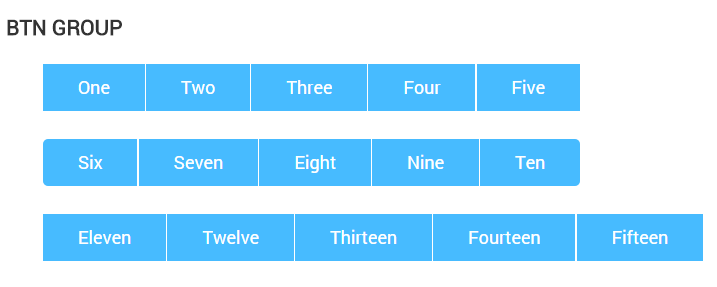 BTN GROUP
One Two Three Four Five
Six Seven Eight Nine Ten
Eleven Twelve Thirteen Fourteen Fifteen